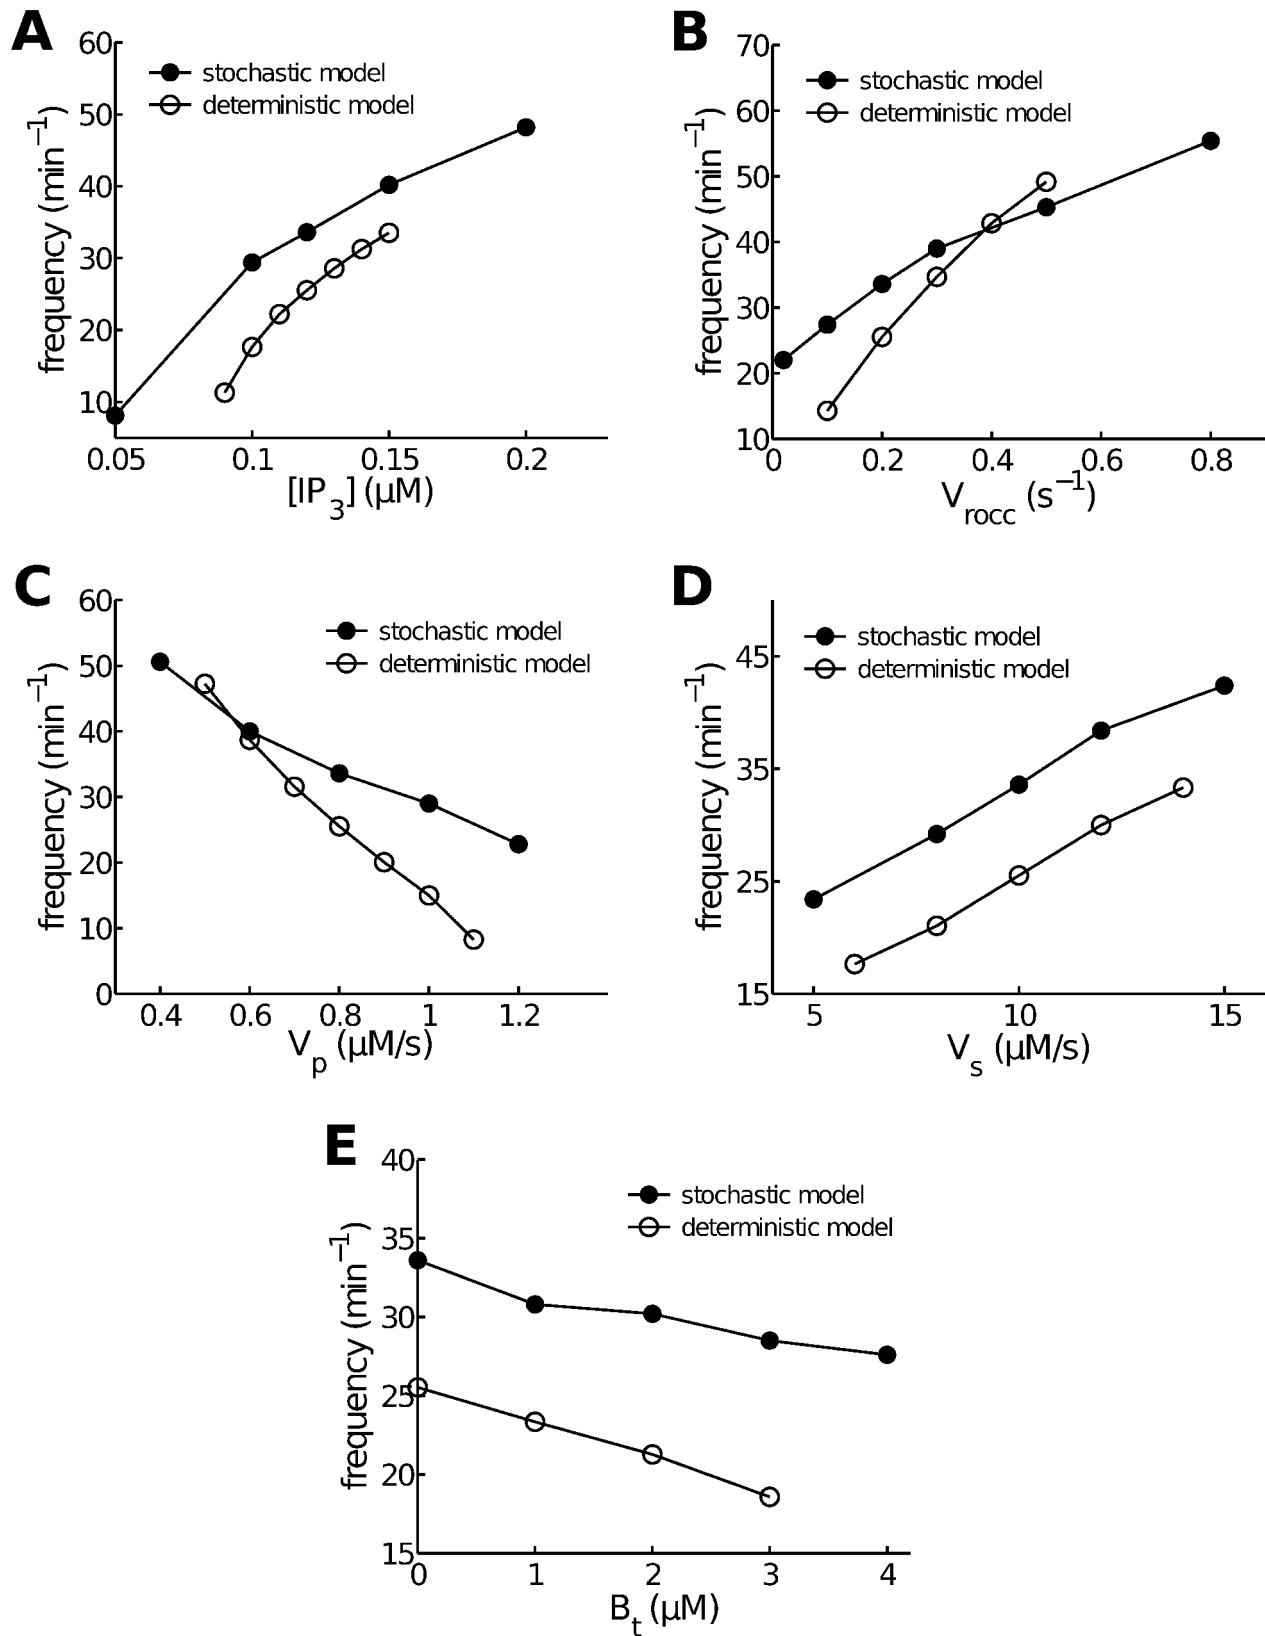 A
60
50
40
30
20
10
frequency (min⁻¹)
stochastic model
deterministic model
0.05 0.1 0.15 0.2
[IP₃] (μM)
B
70
60
50
40
30
20
10
frequency (min⁻¹)
stochastic model
deterministic model
0 0.2 0.4 0.6 0.8
V_rocc (s⁻¹)
C
60
50
40
30
20
10
0
frequency (min⁻¹)
stochastic model
deterministic model
0.4 0.6 0.8 1 1.2
V_p (μM/s)
D
45
35
25
15
frequency (min⁻¹)
stochastic model
deterministic model
5 10 15
V_s (μM/s)
E
40
35
30
25
20
15
frequency (min⁻¹)
stochastic model
deterministic model
0 1 2 3 4
B_t (μM)